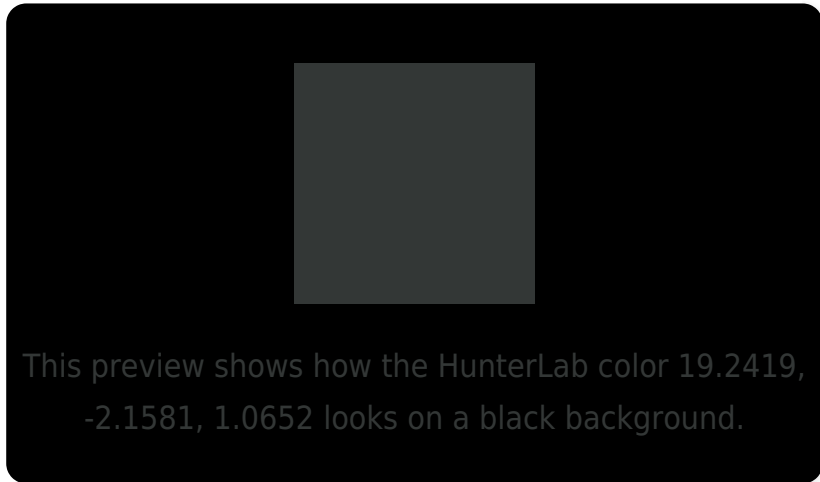 This preview shows how the HunterLab color 19.2419,
-2.1581, 1.0652 looks on a black background.